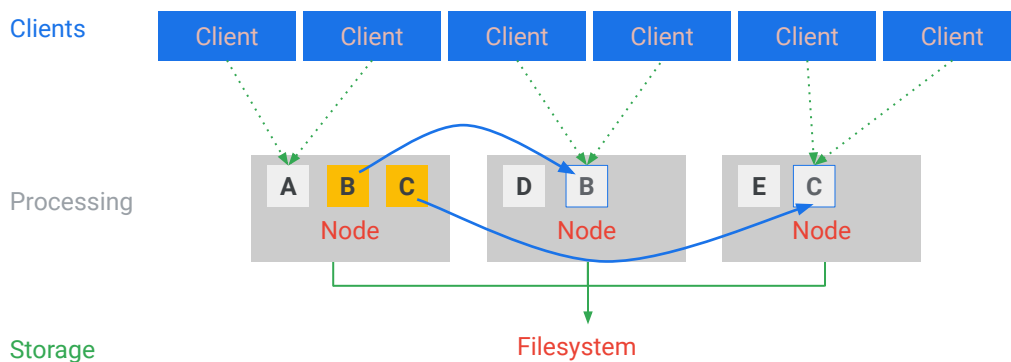 Clients
Client Client Client Client Client Client
Processing
A B C D B E C
Node Node Node
Storage
Filesystem